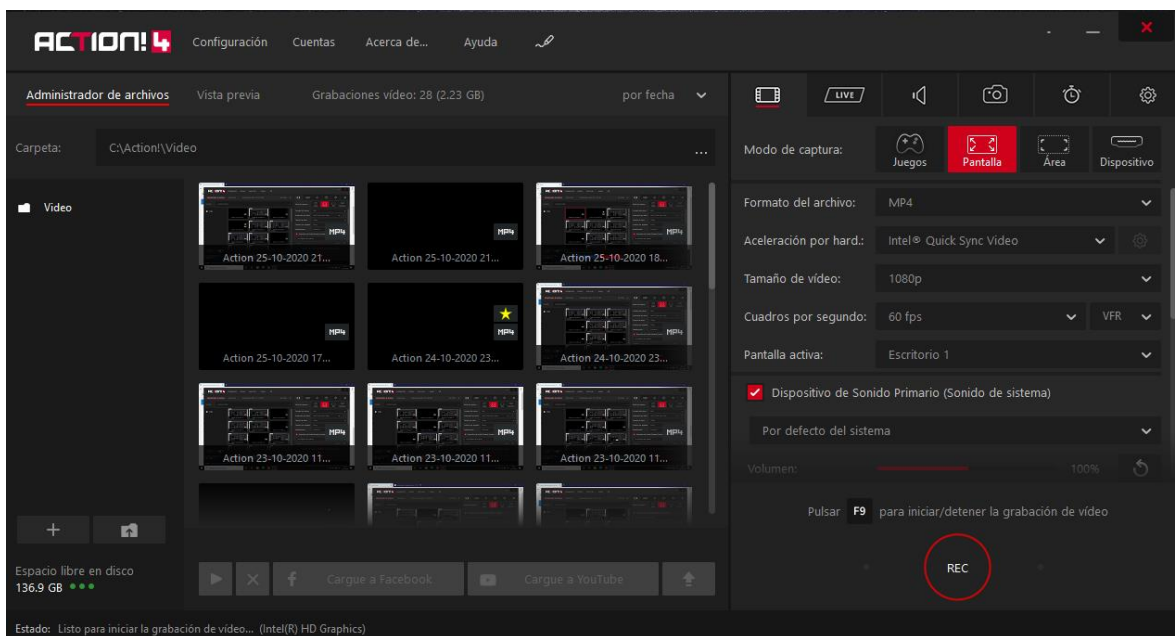 ACTION! 4 Configuración Cuentas Acerca de... Ayuda
Administrador de archivos Vista previa Grabaciones vídeo: 28 (2.23 GB) por fecha
LIVE
Carpeta: C:\Action!\Video ...
Modo de captura: Juegos Pantalla Área Dispositivo
Video
MP4 MP4 MP4
Action 25-10-2020 21... Action 25-10-2020 21... Action 25-10-2020 18...
MP4 MP4 MP4
Action 25-10-2020 17... Action 24-10-2020 23... Action 24-10-2020 23...
MP4 MP4 MP4
Action 23-10-2020 11... Action 23-10-2020 11... Action 23-10-2020 11...
Formato del archivo: MP4
Aceleración por hard.: Intel® Quick Sync Video
Tamaño de vídeo: 1080p
Cuadros por segundo: 60 fps VFR
Pantalla activa: Escritorio 1
Dispositivo de Sonido Primario (Sonido de sistema)
Por defecto del sistema
Volumen: 100%
Pulsar F9 para iniciar/detener la grabación de vídeo
REC
Espacio libre en disco
136.9 GB
Cargue a Facebook Cargue a YouTube
Estado: Listo para iniciar la grabación de vídeo... (Intel(R) HD Graphics)